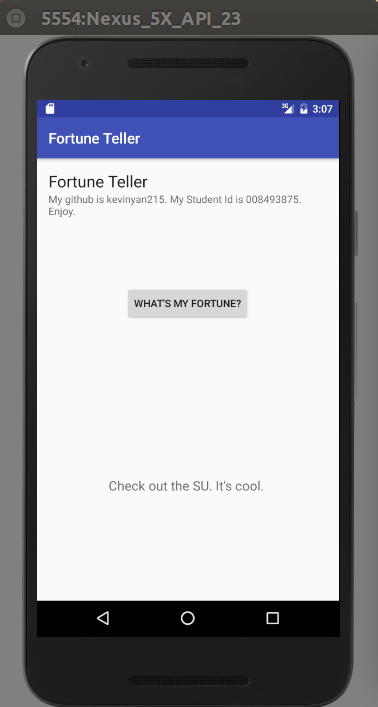 5554:Nexus_5X_API_23
3G 3:07
Fortune Teller
Fortune Teller
My github is kevinyan215. My Student Id is 008493875.
Enjoy.
WHAT'S MY FORTUNE?
Check out the SU. It's cool.